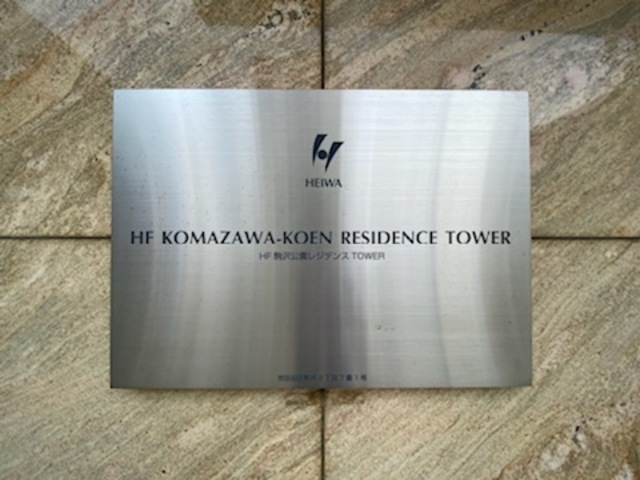 HEIWA
HF KOMAZAWA-KOEN RESIDENCE TOWER
HF 駒沢公園レジデンス TOWER